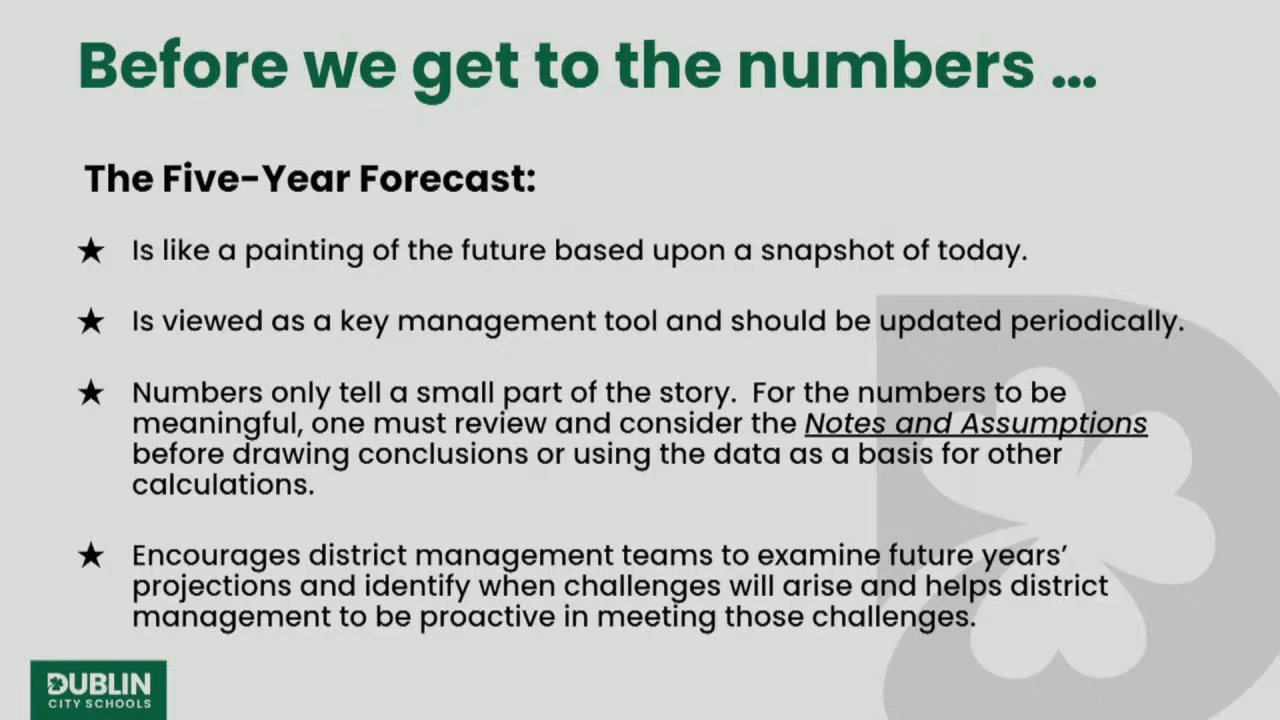 Before we get to the numbers ...
The Five-Year Forecast:
★ Is like a painting of the future based upon a snapshot of today.
★ Is viewed as a key management tool and should be updated periodically.
★ Numbers only tell a small part of the story. For the numbers to be
meaningful, one must review and consider the Notes and Assumptions
before drawing conclusions or using the data as a basis for other
calculations.
★ Encourages district management teams to examine future years’
projections and identify when challenges will arise and helps district
management to be proactive in meeting those challenges.
DUBLIN
CITY SCHOOLS